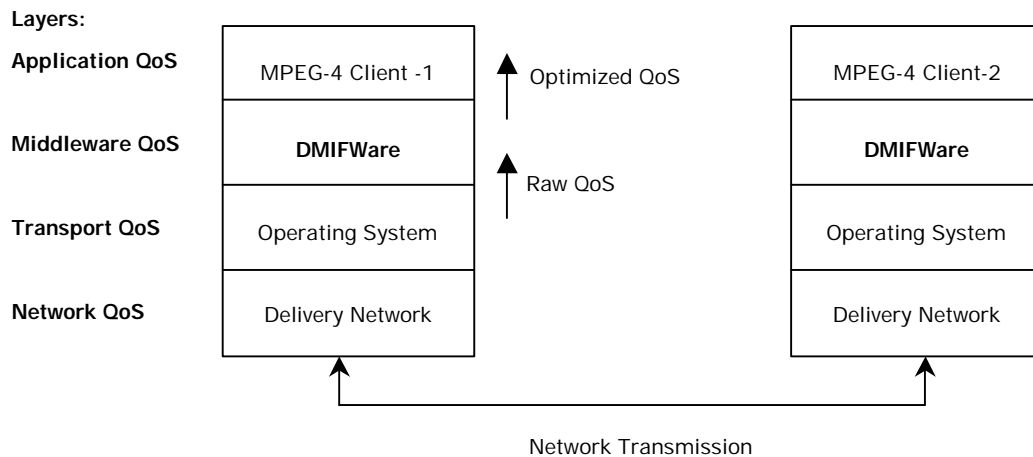 Layers:
Application QoS
MPEG-4 Client -1
Optimized QoS
MPEG-4 Client-2
Middleware QoS
DMIFWare
Raw QoS
DMIFWare
Transport QoS
Operating System
Operating System
Network QoS
Delivery Network
Delivery Network
Network Transmission